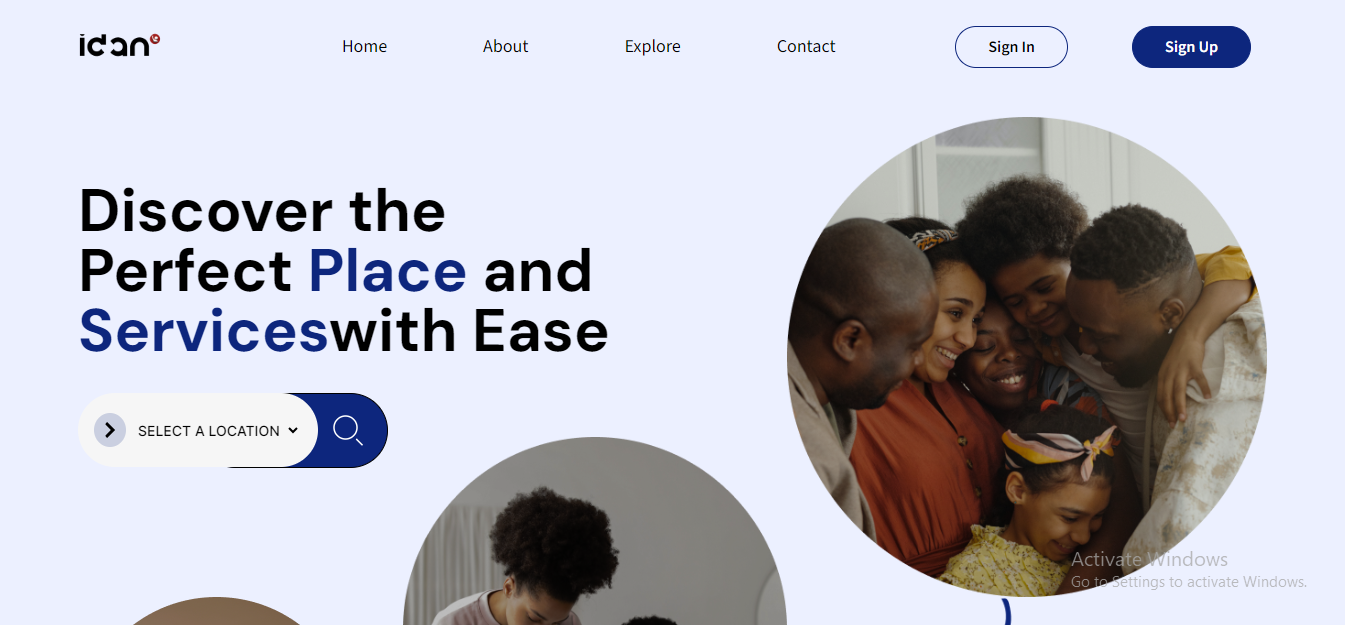 idan
Home
About
Explore
Contact
Sign In
Sign Up
Discover the
Perfect Place and
Serviceswith Ease
SELECT A LOCATION
Activate Windows
Go to Settings to activate Windows.